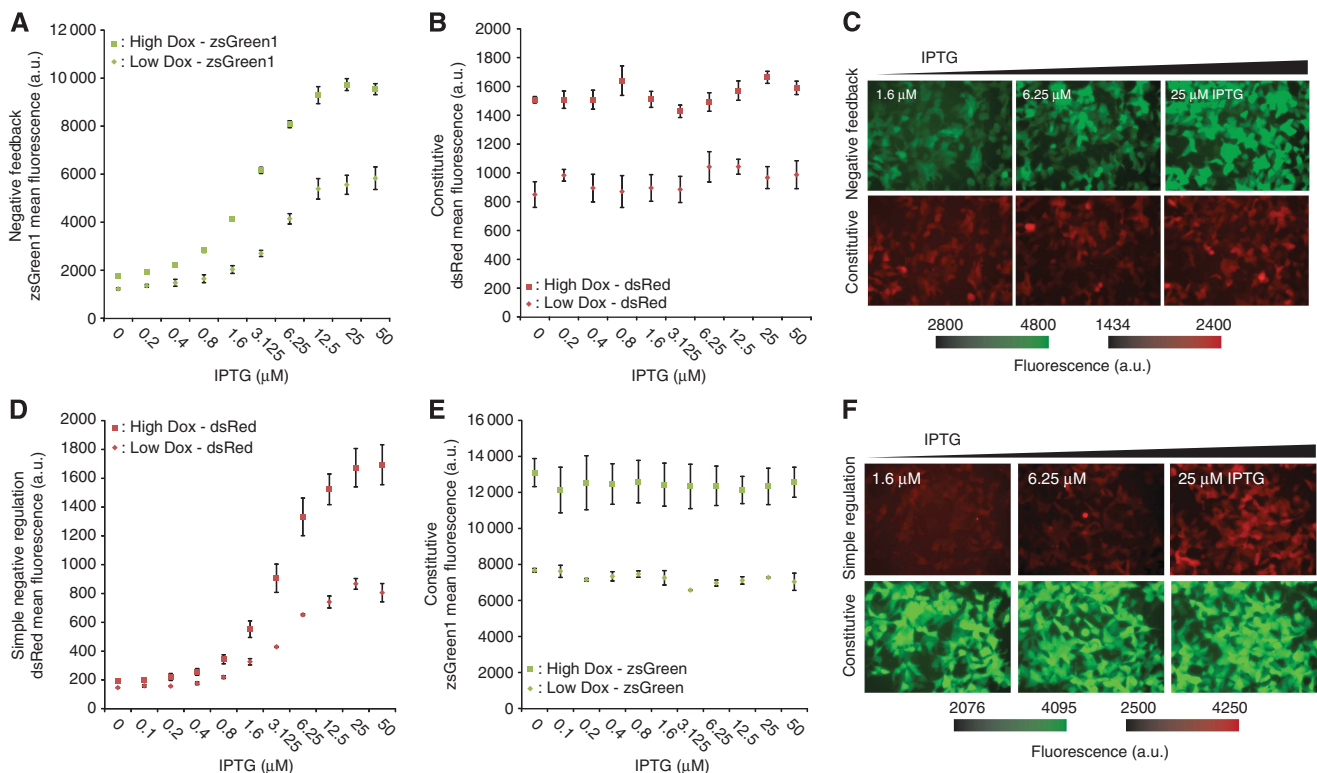 A
Negative feedback
zsGreen1 mean fluorescence (a.u.)
12 000
10 000
8000
6000
4000
2000
0
: High Dox - zsGreen1
: Low Dox - zsGreen1
0
0.2
0.4
0.8
1.6
3.125
6.25
12.5
25
50
IPTG (μM)
B
Constitutive
dsRed mean fluorescence (a.u.)
2000
1800
1600
1400
1200
1000
800
600
400
200
0
: High Dox - dsRed
: Low Dox - dsRed
0
0.2
0.4
0.8
1.6
3.125
6.25
12.5
25
50
IPTG (μM)
C
IPTG
Negative feedback
1.6 μM
6.25 μM
25 μM IPTG
Constitutive
2800
4800
1434
2400
Fluorescence (a.u.)
D
Simple negative regulation
dsRed mean fluorescence (a.u.)
2000
1800
1600
1400
1200
1000
800
600
400
200
0
: High Dox - dsRed
: Low Dox - dsRed
0
0.1
0.2
0.4
0.8
1.6
3.125
6.25
12.5
25
50
IPTG (μM)
E
Constitutive
zsGreen1 mean fluorescence (a.u.)
16 000
14 000
12 000
10 000
8000
6000
4000
2000
0
: High Dox - zsGreen
: Low Dox - zsGreen
0
0.1
0.2
0.4
0.8
1.6
3.125
6.25
12.5
25
50
IPTG (μM)
F
IPTG
Simple regulation
1.6 μM
6.25 μM
25 μM IPTG
Constitutive
2076
4095
2500
4250
Fluorescence (a.u.)